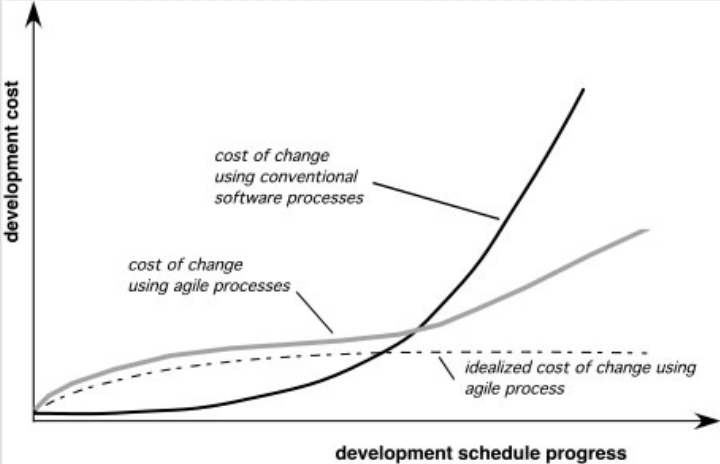 development cost
cost of change
using conventional
software processes
cost of change
using agile processes
idealized cost of change using
agile process
development schedule progress